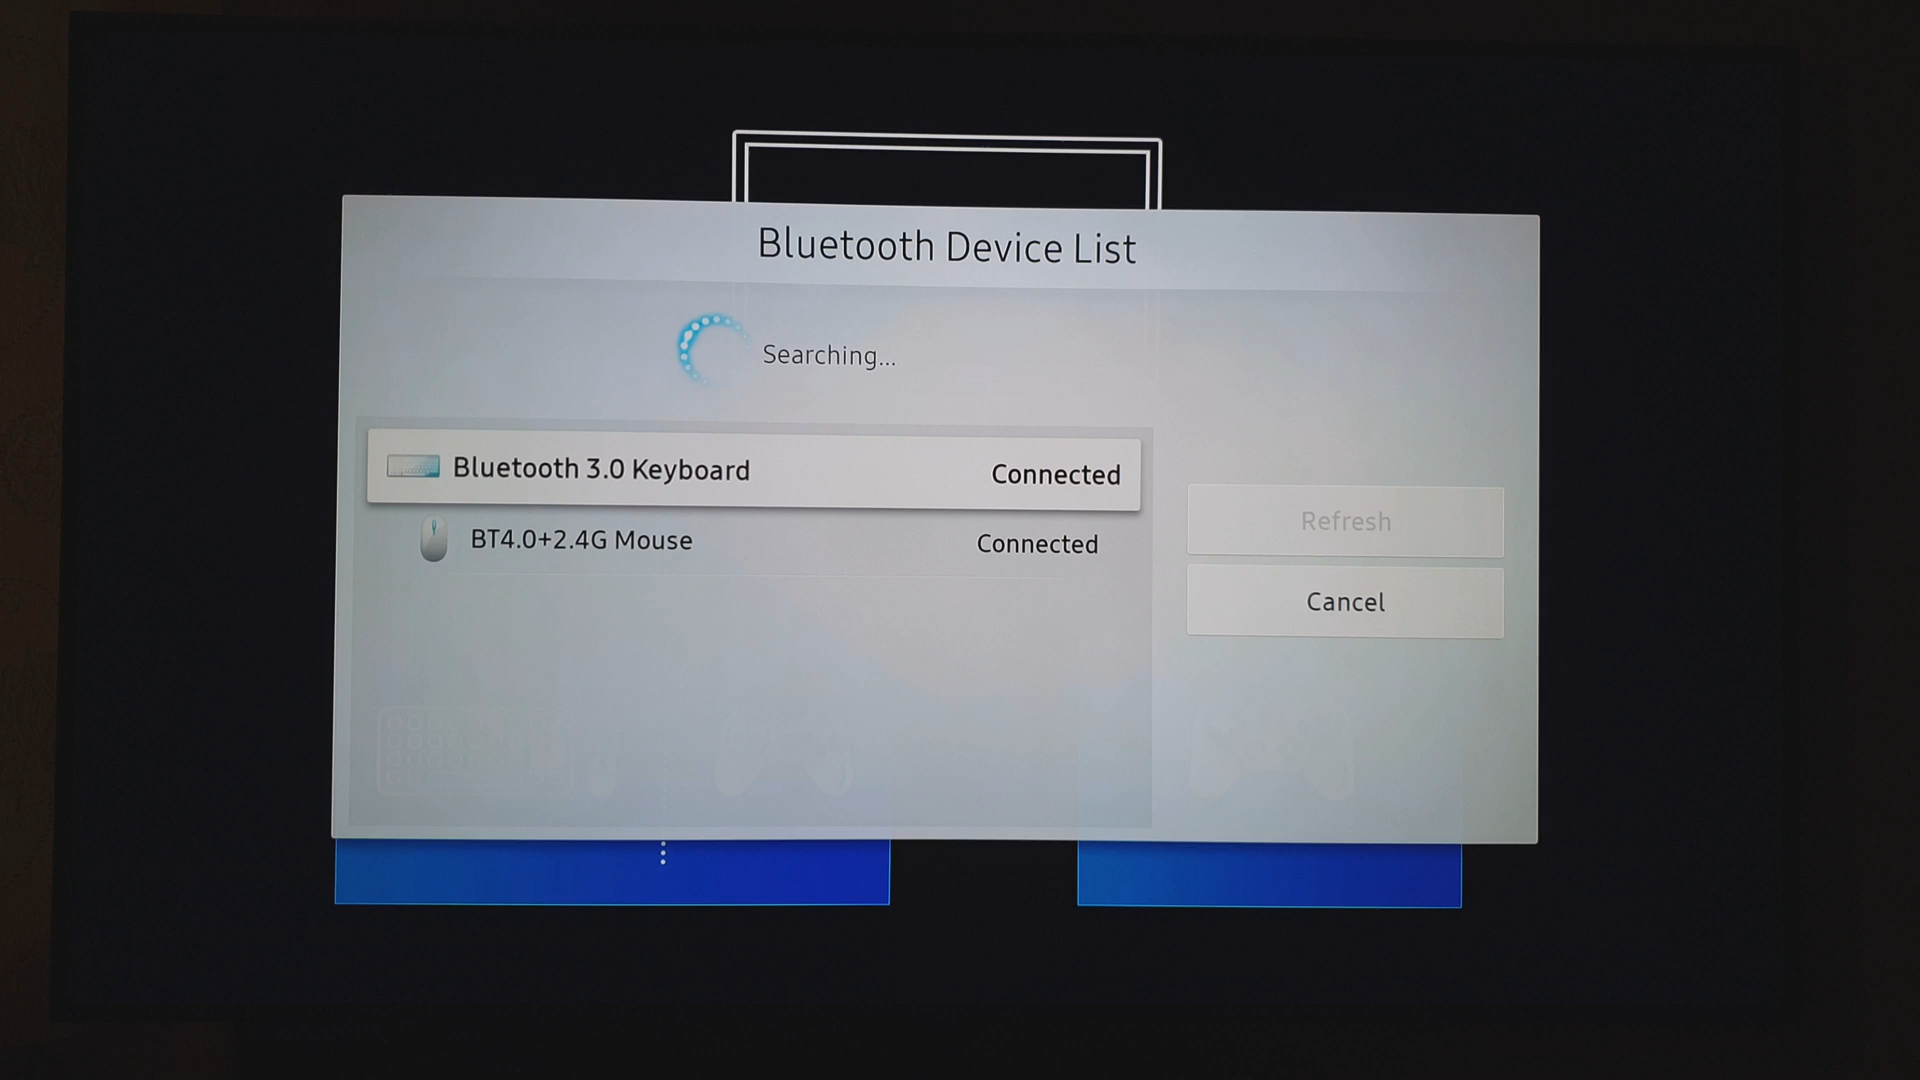 Bluetooth Device List
Searching...
Bluetooth 3.0 Keyboard Connected
BT4.0+2.4G Mouse Connected
Refresh
Cancel